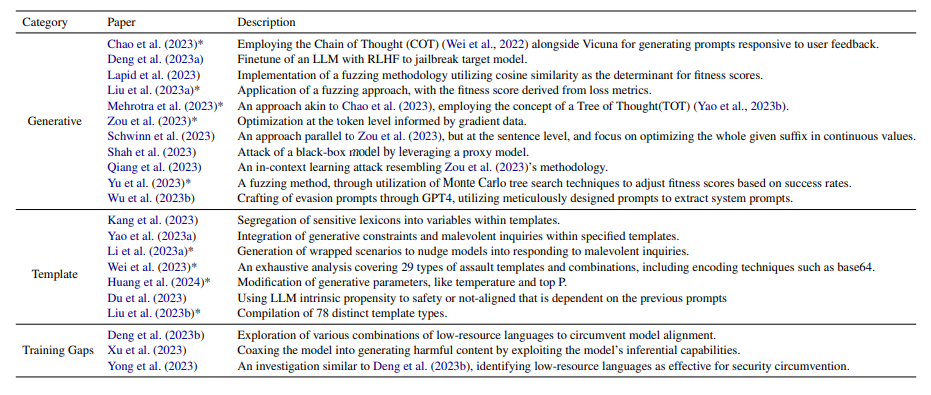 Category Paper Description
Chao et al. (2023)* Employing the Chain of Thought (COT) (Wei et al., 2022) alongside Vicuna for generating prompts responsive to user feedback.
Deng et al. (2023a) Finetune of an LLM with RLHF to jailbreak target model.
Lapid et al. (2023) Implementation of a fuzzing methodology utilizing cosine similarity as the determinant for fitness scores.
Liu et al. (2023a)* Application of a fuzzing approach, with the fitness score derived from loss metrics.
Mehrotra et al. (2023)* An approach akin to Chao et al. (2023), employing the concept of a Tree of Thought(TOT) (Yao et al., 2023b).
Generative Zou et al. (2023)* Optimization at the token level informed by gradient data.
Schwinn et al. (2023) An approach parallel to Zou et al. (2023), but at the sentence level, and focus on optimizing the whole given suffix in continuous values.
Shah et al. (2023) Attack of a black-box model by leveraging a proxy model.
Qiang et al. (2023) An in-context learning attack resembling Zou et al. (2023)'s methodology.
Yu et al. (2023)* A fuzzing method, through utilization of Monte Carlo tree search techniques to adjust fitness scores based on success rates.
Wu et al. (2023b) Crafting of evasion prompts through GPT4, utilizing meticulously designed prompts to extract system prompts.
Kang et al. (2023) Segregation of sensitive lexicons into variables within templates.
Yao et al. (2023a) Integration of generative constraints and malevolent inquiries within specified templates.
Li et al. (2023a)* Generation of wrapped scenarios to nudge models into responding to malevolent inquiries.
Template Wei et al. (2023)* An exhaustive analysis covering 29 types of assault templates and combinations, including encoding techniques such as base64.
Huang et al. (2024)* Modification of generative parameters, like temperature and top P.
Du et al. (2023) Using LLM intrinsic propensity to safety or not-aligned that is dependent on the previous prompts
Liu et al. (2023b)* Compilation of 78 distinct template types.
Deng et al. (2023b) Exploration of various combinations of low-resource languages to circumvent model alignment.
Training Gaps Xu et al. (2023) Coaxing the model into generating harmful content by exploiting the model's inferential capabilities.
Yong et al. (2023) An investigation similar to Deng et al. (2023b), identifying low-resource languages as effective for security circumvention.